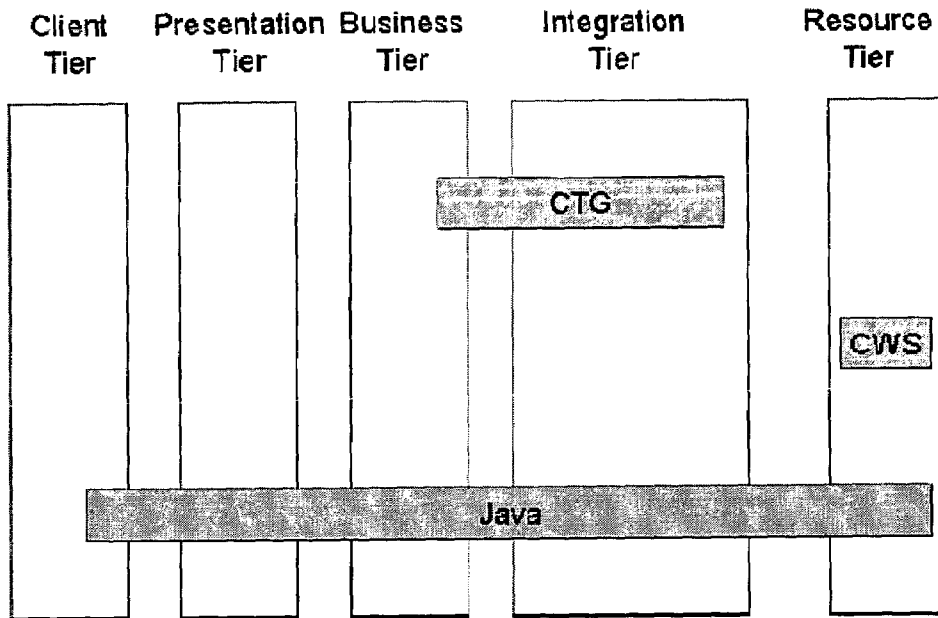 Client Tier
Presentation Tier
Business Tier
Integration Tier
Resource Tier
CTG
CWS
Java